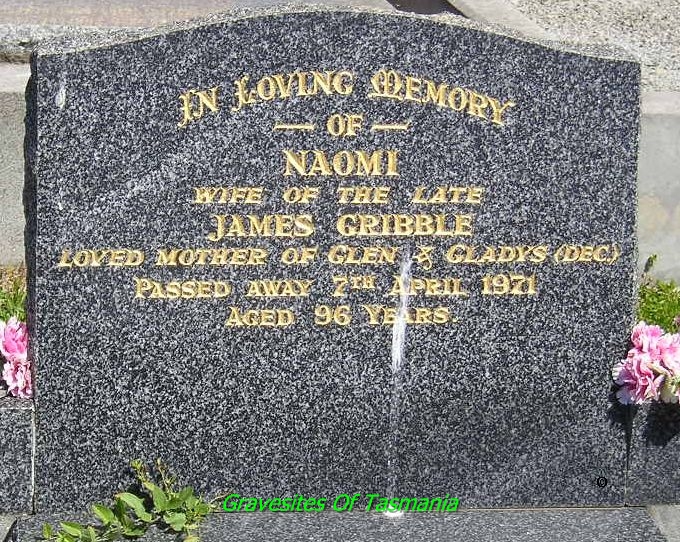 In Loving Memory
— OF —
NAOMI
WIFE OF THE LATE
JAMES GRIBBLE
LOVED MOTHER OF GLEN & GLADYS (DEC.)
PASSED AWAY 7TH APRIL 1971
AGED 96 YEARS.
Gravesites Of Tasmania